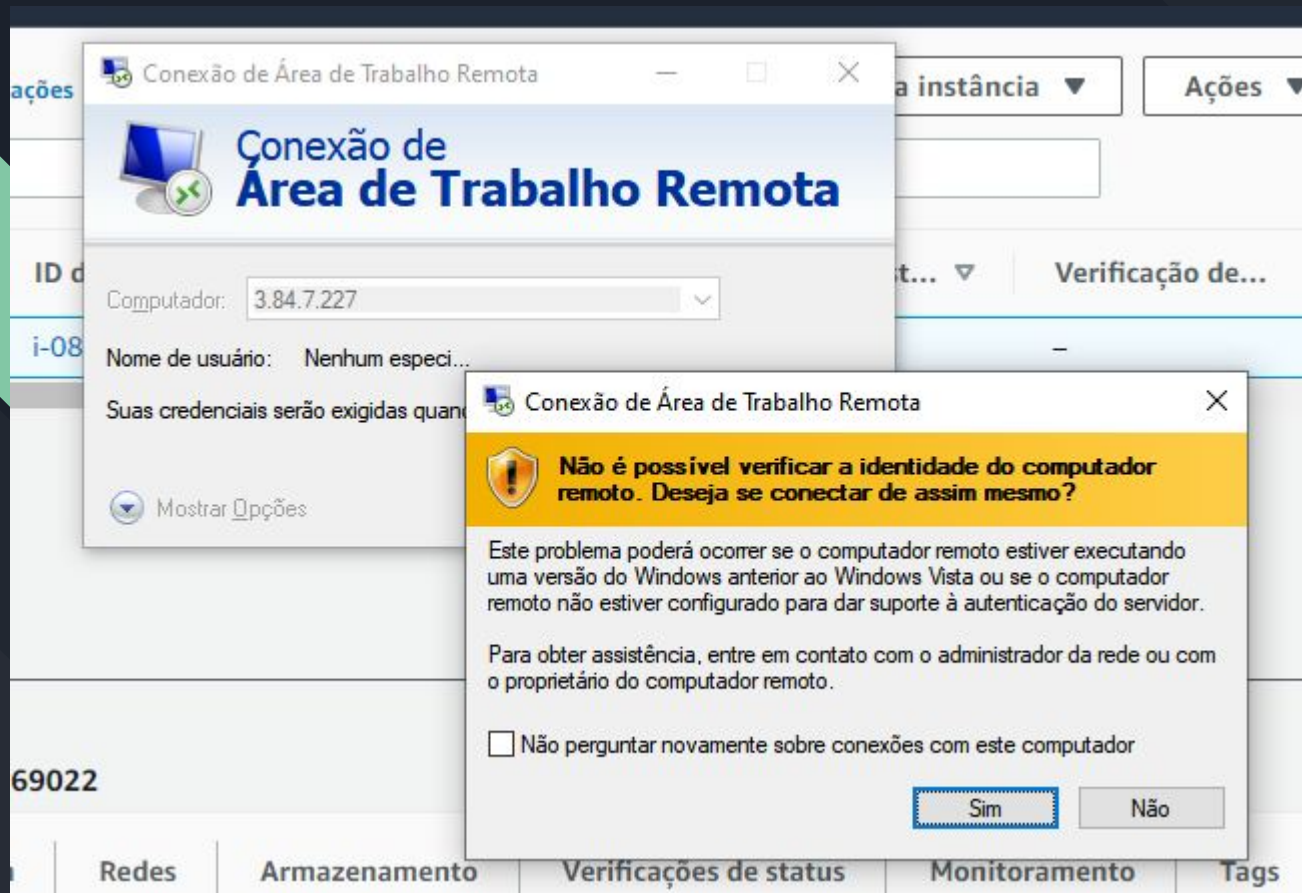 Conexão de Área de Trabalho Remota
ações
a instância
Ações
Conexão de
Área de Trabalho Remota
ID d
st...
Verificação de...
Computador:
3.84.7.227
i-08
Nome de usuário:
Nenhum especi...
–
Suas credenciais serão exigidas quan
Mostrar Opções
Conexão de Área de Trabalho Remota
Não é possível verificar a identidade do computador
remoto. Deseja se conectar de assim mesmo?
Este problema poderá ocorrer se o computador remoto estiver executando
uma versão do Windows anterior ao Windows Vista ou se o computador
remoto não estiver configurado para dar suporte à autenticação do servidor.
Para obter assistência, entre em contato com o administrador da rede ou com
o proprietário do computador remoto.
Não perguntar novamente sobre conexões com este computador
Sim
Não
69022
Redes
Armazenamento
Verificações de status
Monitoramento
Tags